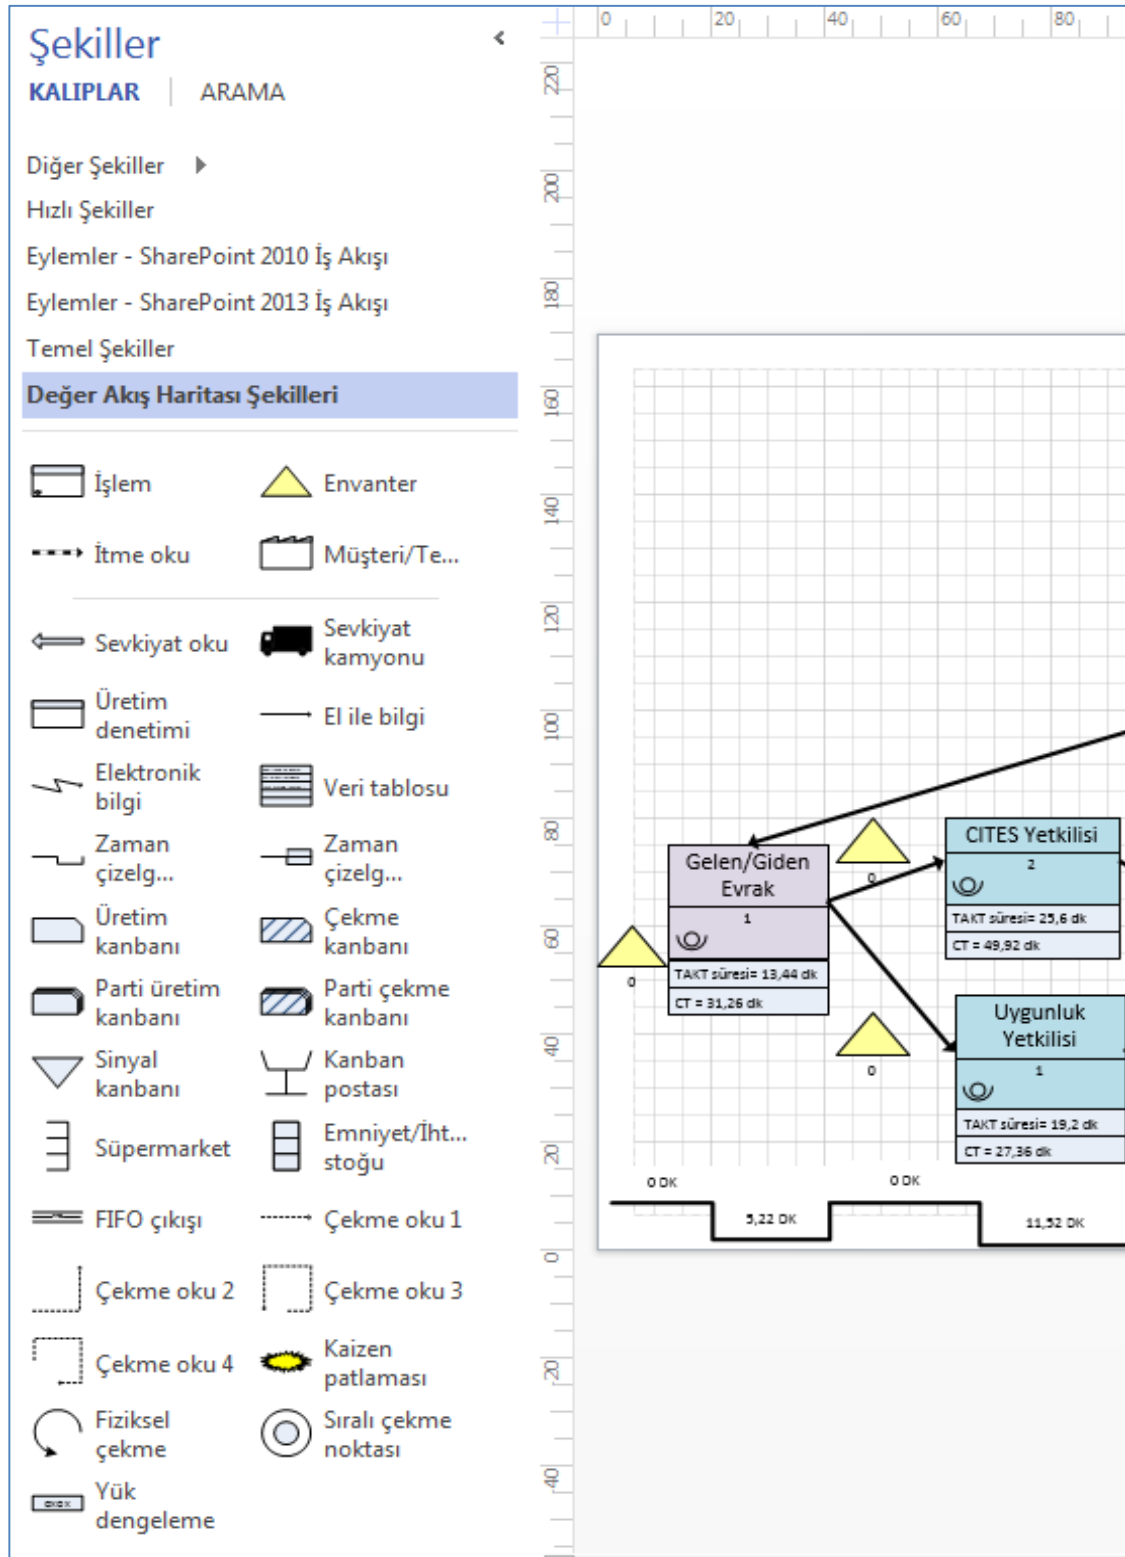 Şekiller
KALIPLAR
ARAMA
Diğer Şekiller
Hızlı Şekiller
Eylemler - SharePoint 2010 İş Akışı
Eylemler - SharePoint 2013 İş Akışı
Temel Şekiller
Değer Akış Haritası Şekilleri
İşlem
Envanter
İtme oku
Müşteri/Te...
Sevkiyat oku
Sevkiyat
kamyonu
Üretim
denetimi
El ile bilgi
Elektronik
bilgi
Veri tablosu
Zaman
çizelg...
Zaman
çizelg...
Üretim
kanbanı
Çekme
kanbanı
Parti üretim
kanbanı
Parti çekme
kanbanı
Sinyal
kanbanı
Kanban
postası
Süpermarket
Emniyet/İht...
stoğu
FIFO çıkışı
Çekme oku 1
Çekme oku 2
Çekme oku 3
Çekme oku 4
Kaizen
patlaması
Fiziksel
çekme
Sıralı çekme
noktası
OXOX
Yük
dengeleme
0
20
40
60
80
220
200
180
160
140
120
100
80
60
40
20
0
-20
-40
0
Gelen/Giden
Evrak
1
TAKT süresi= 13,44 dk
CT = 31,26 dk
0
0
CITES Yetkilisi
2
TAKT süresi= 25,6 dk
CT = 49,92 dk
Uygunluk
Yetkilisi
1
TAKT süresi= 19,2 dk
CT = 27,36 dk
0 DK
5,22 DK
0 DK
11,52 DK